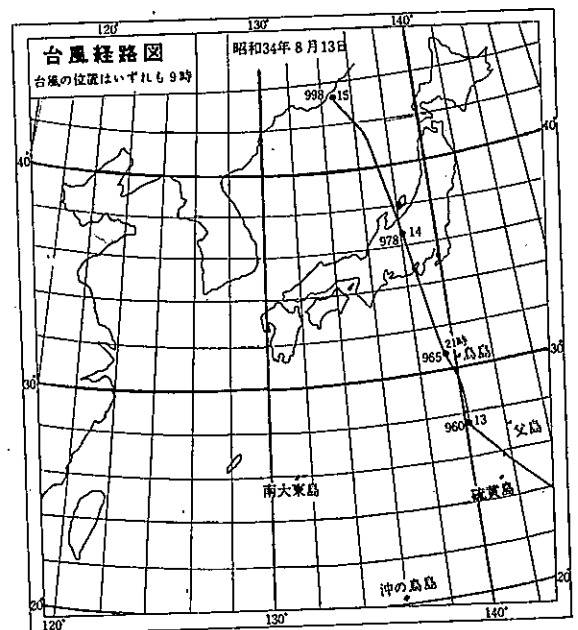 120°
130°
140°
台風経路図
台風の位置はいずれも9時
昭和34年8月13日
998 15
40°
40°
978 14
21時
965 鳥島
30°
30°
960 13
父島
南大東島
硫黄島
沖の鳥島
20°
20°
120°
130°
140°